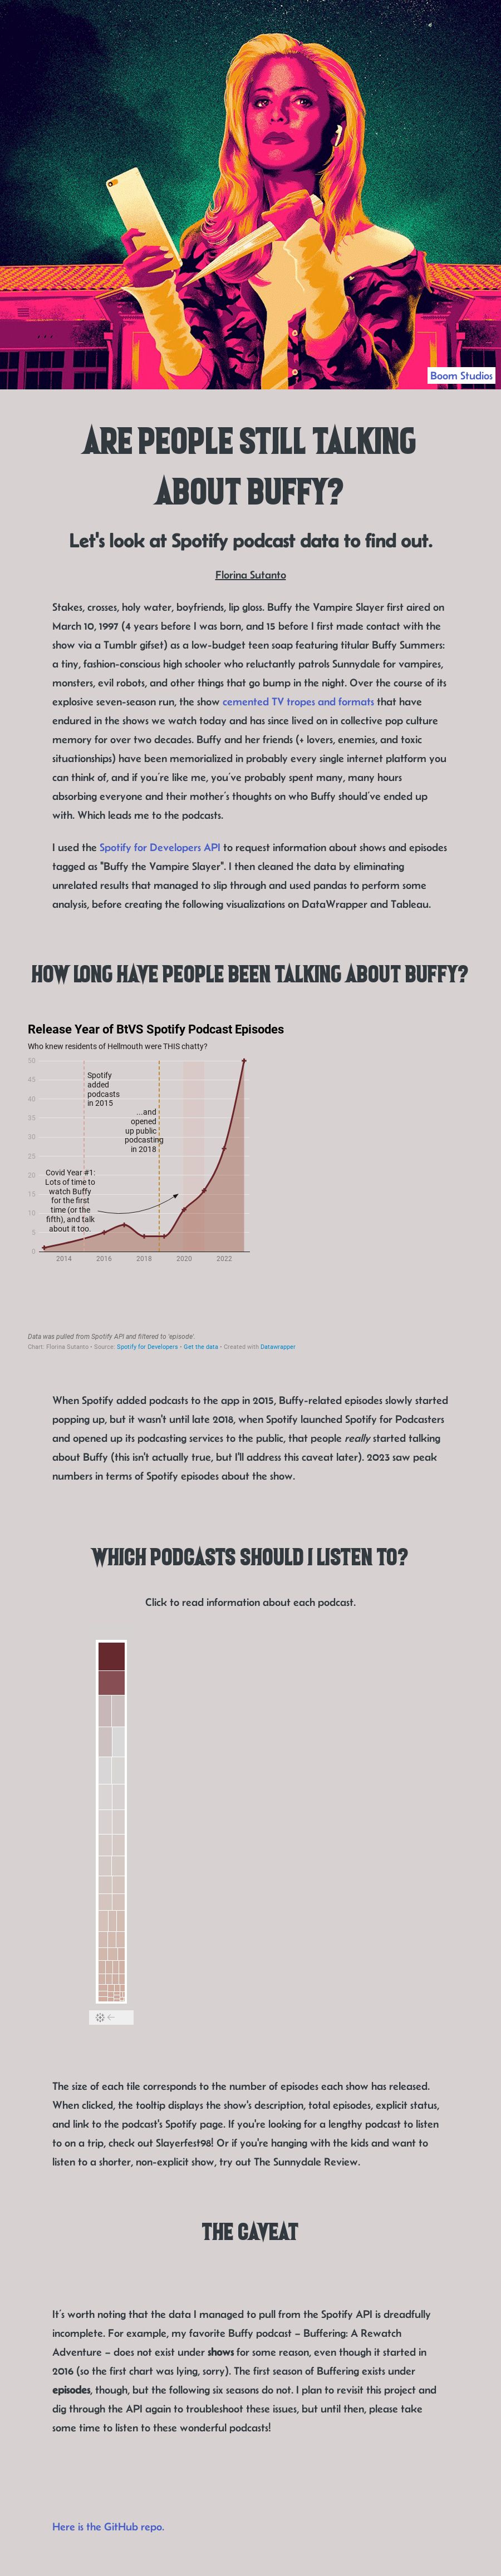 Boom Studios
ARE PEOPLE STILL TALKING
ABOUT BUFFY?
Let's look at Spotify podcast data to find out.
Florina Sutanto
Stakes, crosses, holy water, boyfriends, lip gloss. Buffy the Vampire Slayer first aired on
March 10, 1997 (4 years before I was born, and 15 before I first made contact with the
show via a Tumblr gifset) as a low-budget teen soap featuring titular Buffy Summers:
a tiny, fashion-conscious high schooler who reluctantly patrols Sunnydale for vampires,
monsters, evil robots, and other things that go bump in the night. Over the course of its
explosive seven-season run, the show cemented TV tropes and formats that have
endured in the shows we watch today and has since lived on in collective pop culture
memory for over two decades. Buffy and her friends (+ lovers, enemies, and toxic
situationships) have been memorialized in probably every single internet platform you
can think of, and if you're like me, you've probably spent many, many hours
absorbing everyone and their mother's thoughts on who Buffy should've ended up
with. Which leads me to the podcasts.
I used the Spotify for Developers API to request information about shows and episodes
tagged as "Buffy the Vampire Slayer". I then cleaned the data by eliminating
unrelated results that managed to slip through and used pandas to perform some
analysis, before creating the following visualizations on DataWrapper and Tableau.
HOW LONG HAVE PEOPLE BEEN TALKING ABOUT BUFFY?
Release Year of BtVS Spotify Podcast Episodes
Who knew residents of Hellmouth were THIS chatty?
50
45
40
35
30
25
20
15
10
5
0
Spotify
added
podcasts
in 2015
...and
opened
up public
podcasting
in 2018
Covid Year #1:
Lots of time to
watch Buffy
for the first
time (or the
fifth), and talk
about it too.
2014 2016 2018 2020 2022
Data was pulled from Spotify API and filtered to 'episode'.
Chart: Florina Sutanto • Source: Spotify for Developers • Get the data • Created with Datawrapper
When Spotify added podcasts to the app in 2015, Buffy-related episodes slowly started
popping up, but it wasn't until late 2018, when Spotify launched Spotify for Podcasters
and opened up its podcasting services to the public, that people really started talking
about Buffy (this isn't actually true, but I'll address this caveat later). 2023 saw peak
numbers in terms of Spotify episodes about the show.
WHICH PODCASTS SHOULD I LISTEN TO?
Click to read information about each podcast.
The size of each tile corresponds to the number of episodes each show has released.
When clicked, the tooltip displays the show's description, total episodes, explicit status,
and link to the podcast's Spotify page. If you're looking for a lengthy podcast to listen
to on a trip, check out Slayerfest98! Or if you're hanging with the kids and want to
listen to a shorter, non-explicit show, try out The Sunnydale Review.
THE CAVEAT
It's worth noting that the data I managed to pull from the Spotify API is dreadfully
incomplete. For example, my favorite Buffy podcast – Buffering: A Rewatch
Adventure – does not exist under shows for some reason, even though it started in
2016 (so the first chart was lying, sorry). The first season of Buffering exists under
episodes, though, but the following six seasons do not. I plan to revisit this project and
dig through the API again to troubleshoot these issues, but until then, please take
some time to listen to these wonderful podcasts!
Here is the GitHub repo.